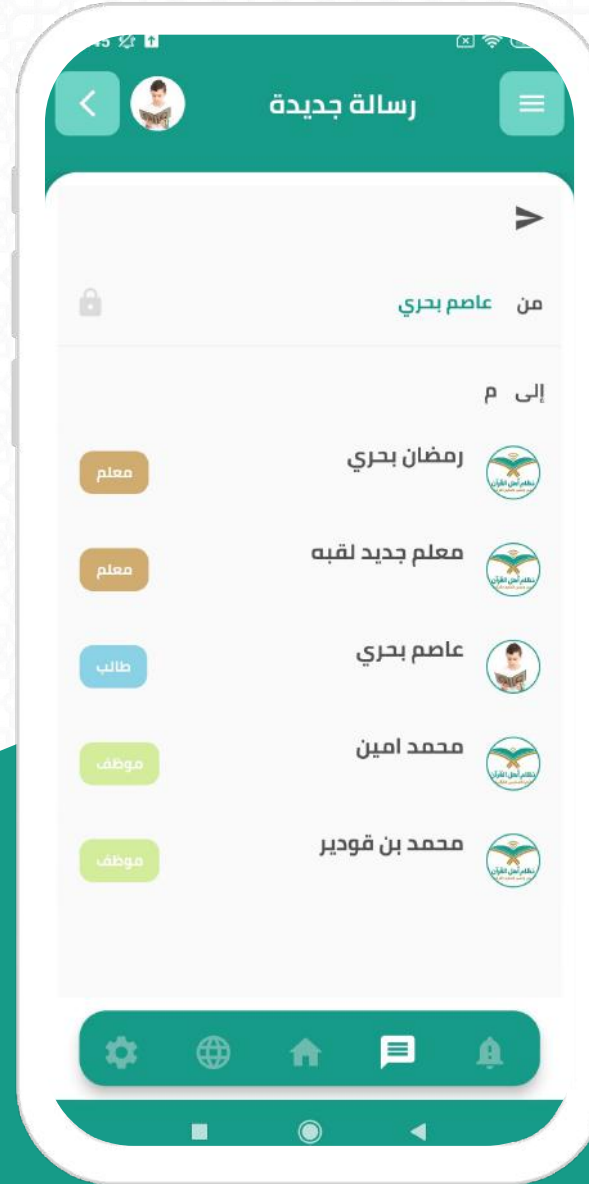 رسالة جديدة
من عاصم بحري
إلى م
رمضان بحري
معلم
معلم جديد لقبه
معلم
عاصم بحري
طالب
محمد امين
موظف
محمد بن قودير
موظف